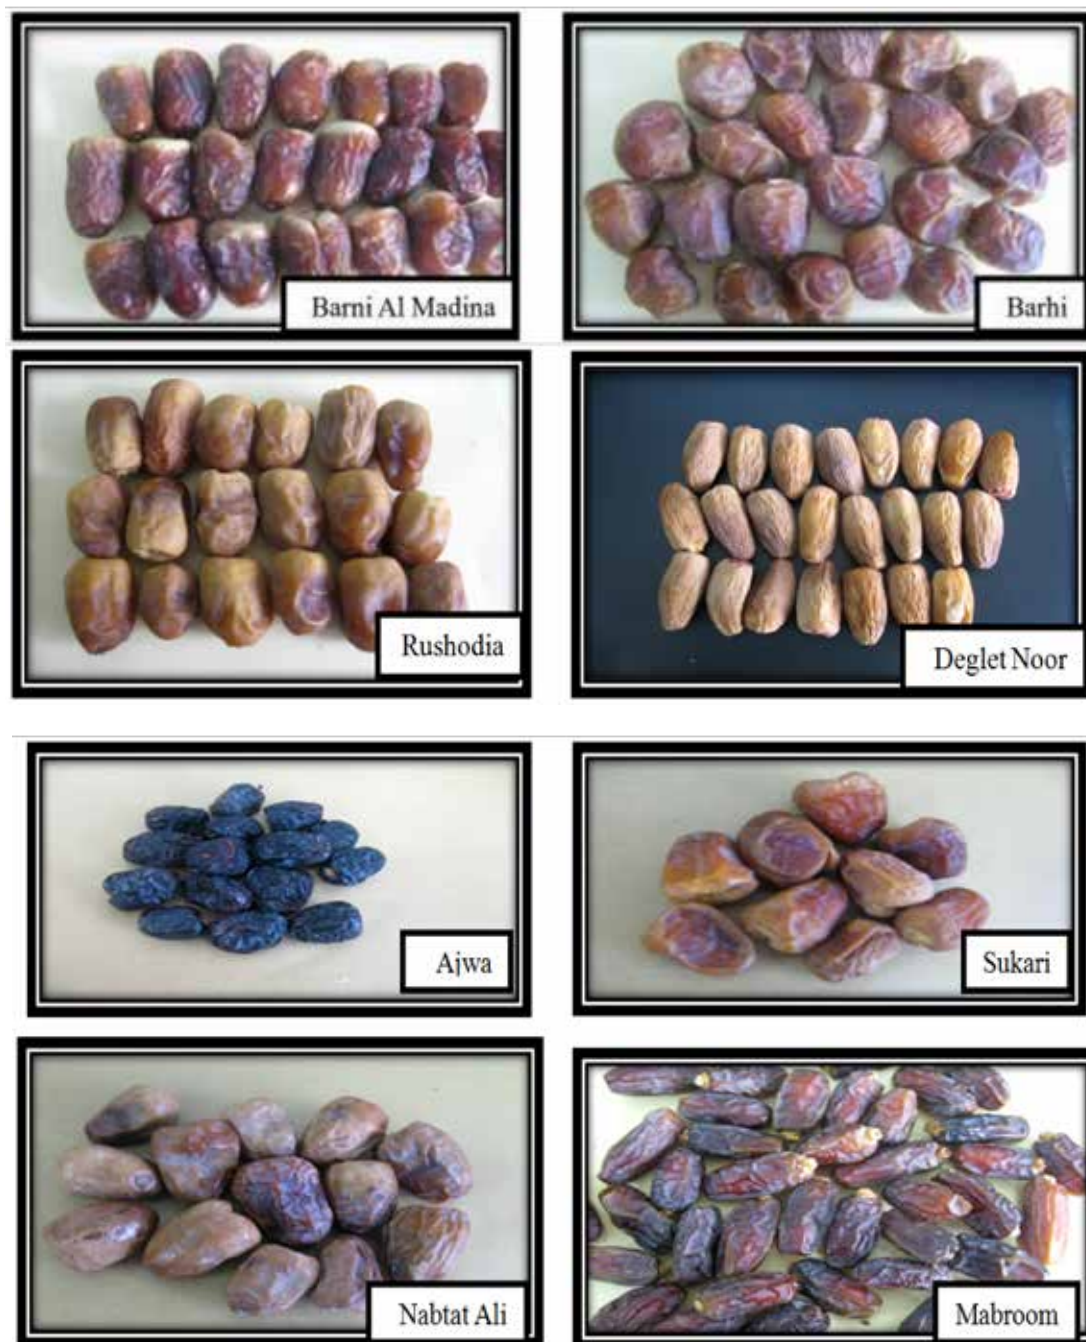 Barni Al Madina
Barhi
Rushodia
Deglet Noor
Ajwa
Sukari
Nabtat Ali
Mabroom